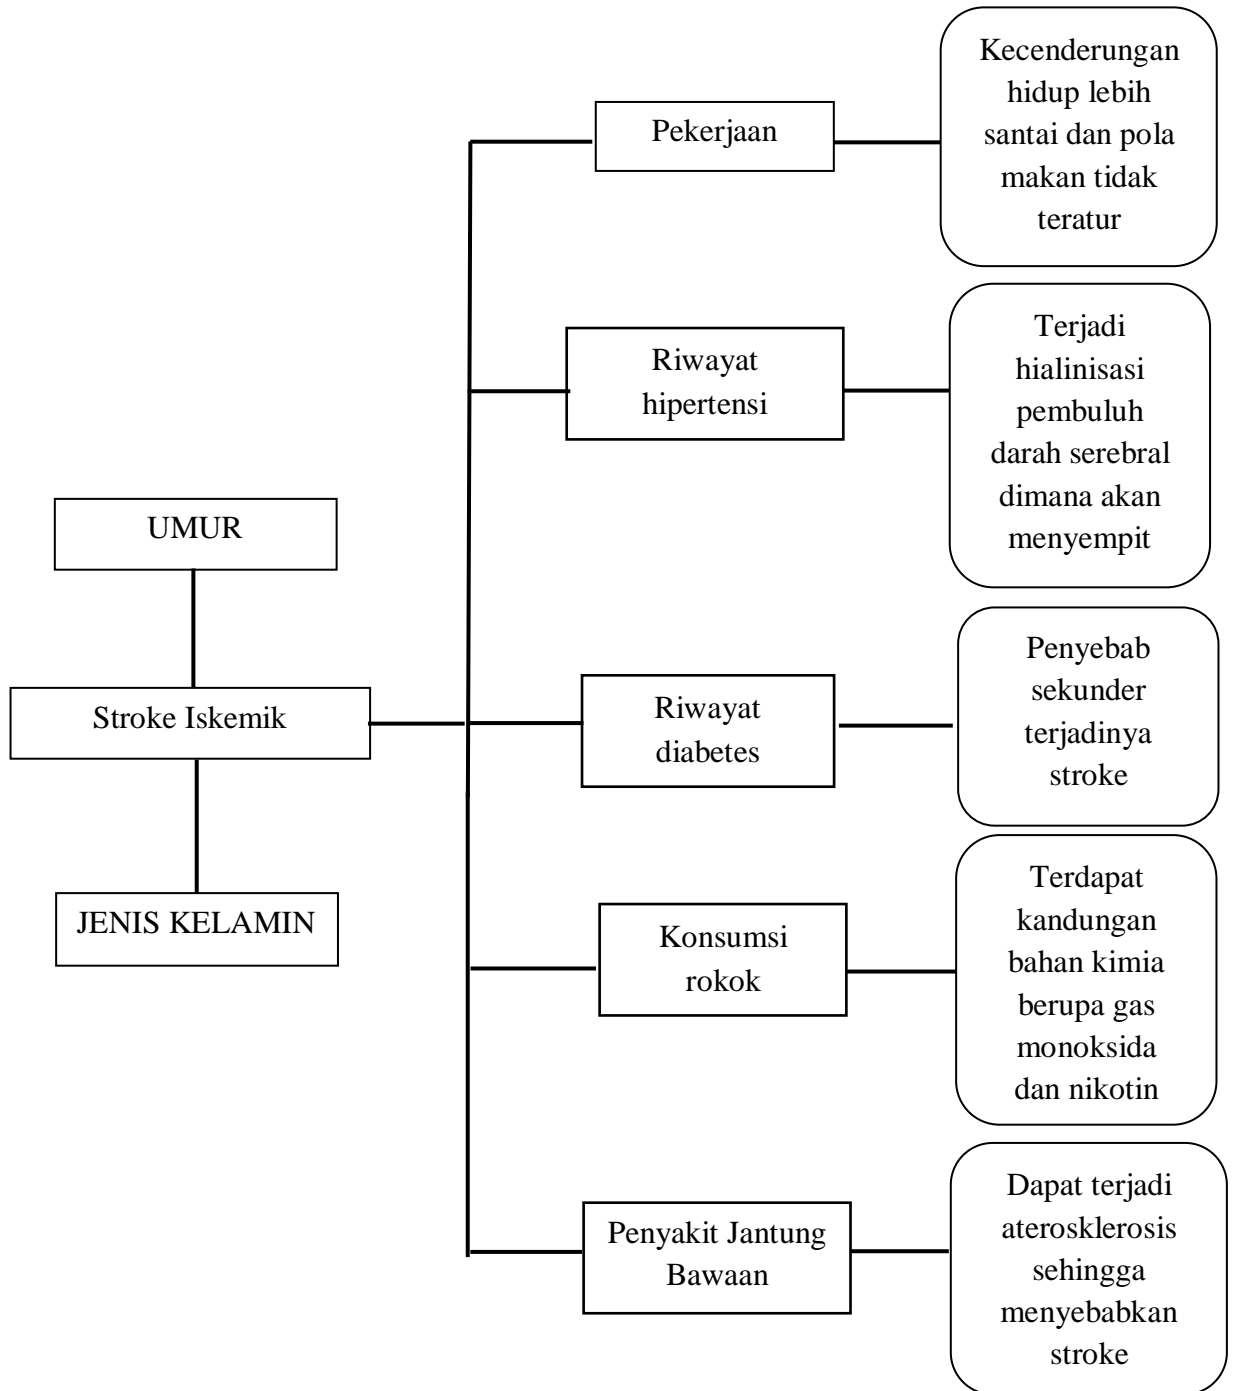 Kecenderungan
hidup lebih
santai dan pola
makan tidak
teratur
Pekerjaan
Terjadi
hialinisasi
pembuluh
darah serebral
dimana akan
menyempit
Riwayat
hipertensi
UMUR
Stroke Iskemik
JENIS KELAMIN
Riwayat
diabetes
Penyebab
sekunder
terjadinya
stroke
Konsumsi
rokok
Terdapat
kandungan
bahan kimia
berupa gas
monoksida
dan nikotin
Penyakit Jantung
Bawaan
Dapat terjadi
aterosklerosis
sehingga
menyebabkan
stroke